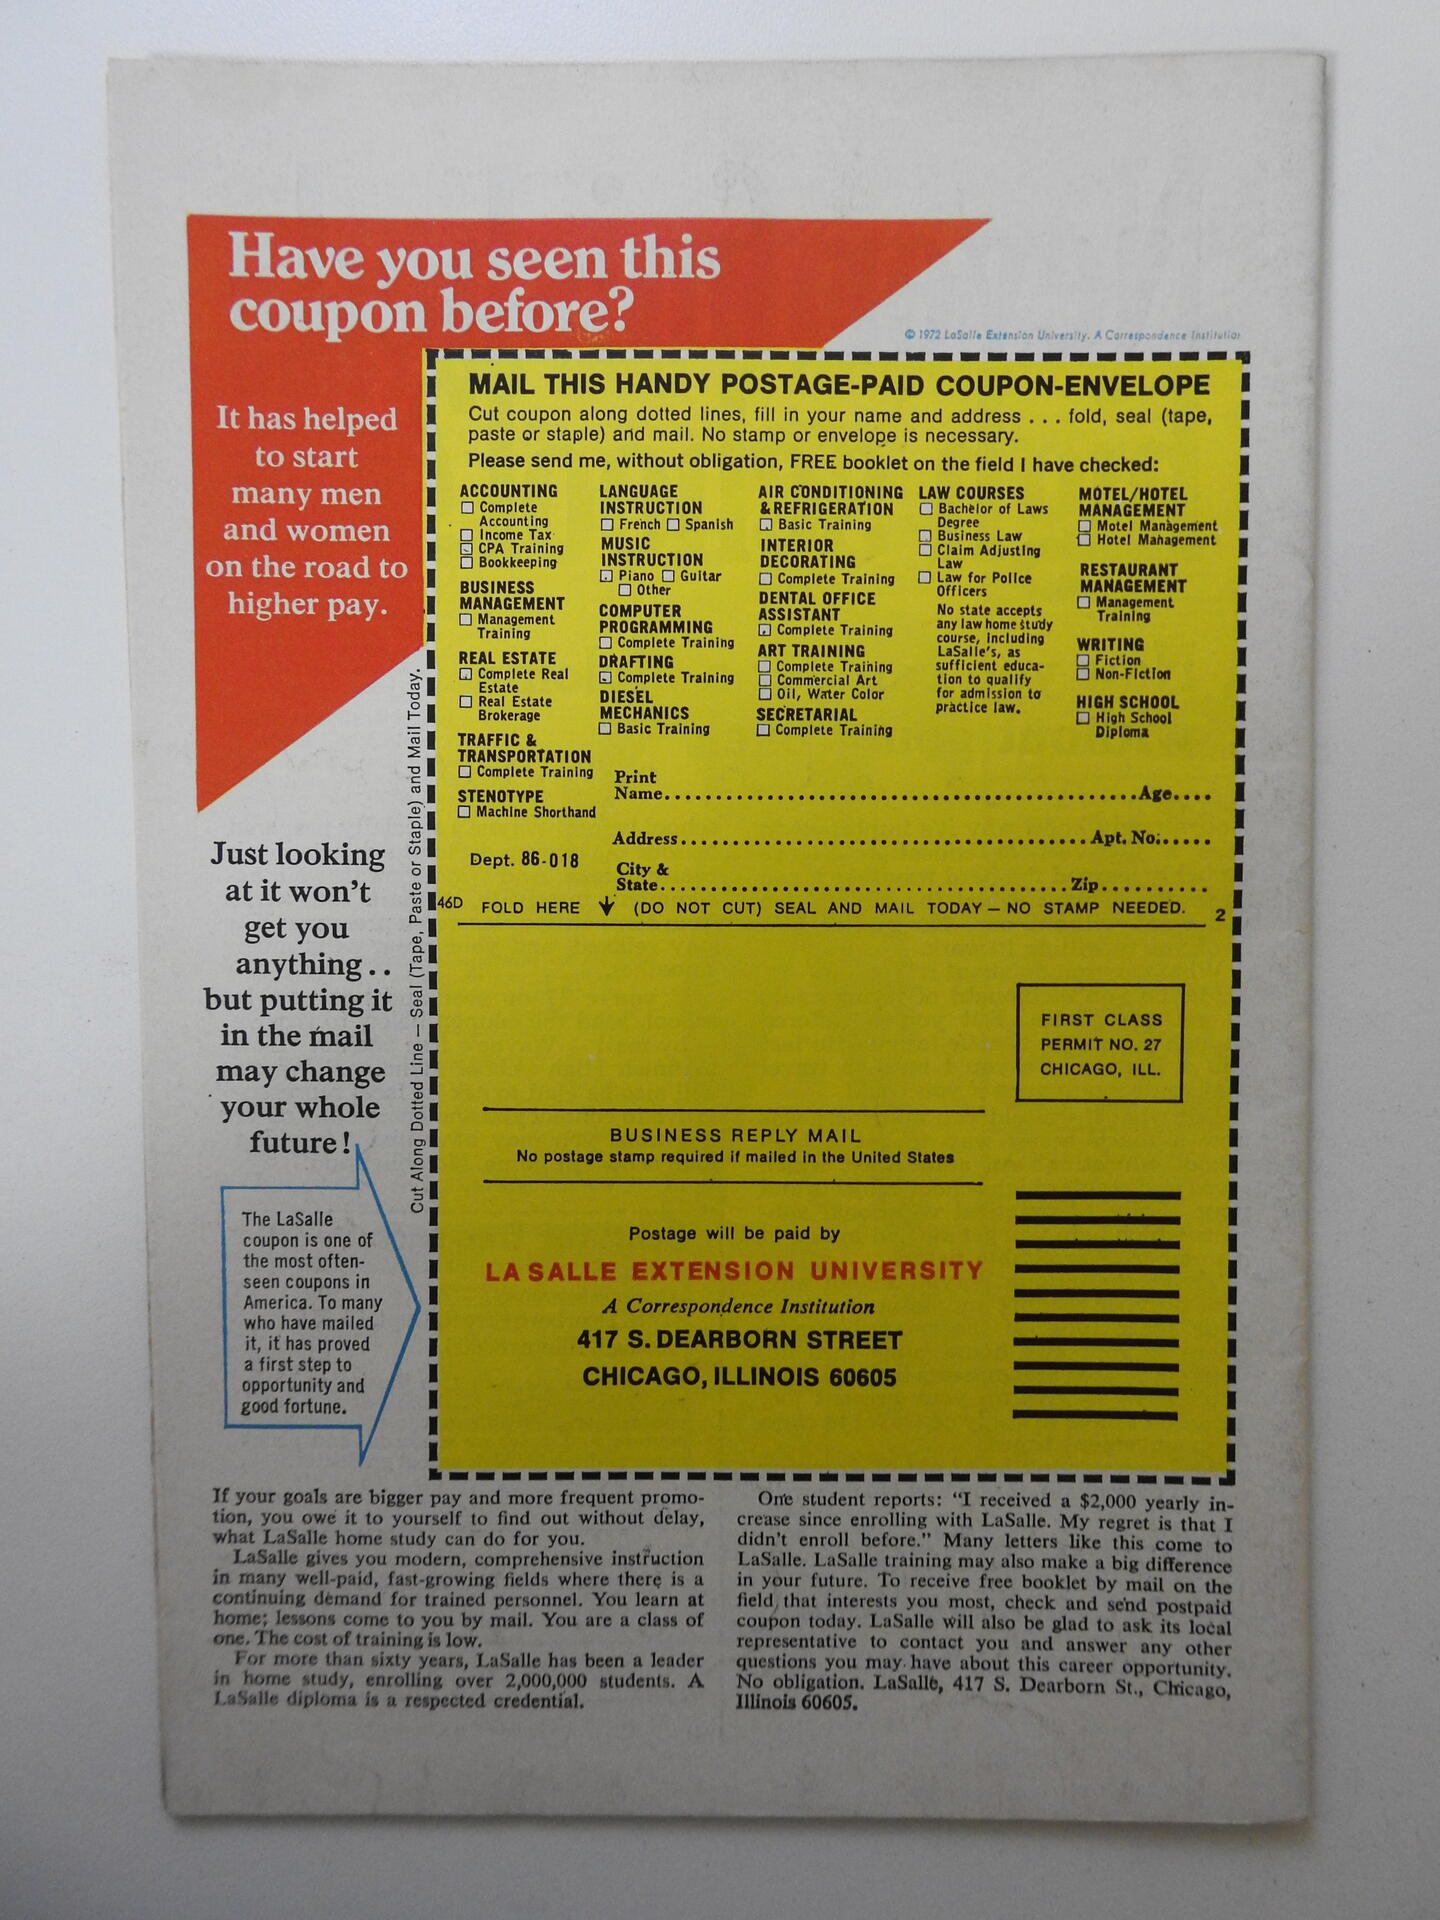 Have you seen this
coupon before?
© 1972 LaSalle Extension University. A Correspondence Institution
It has helped
to start
many men
and women
on the road to
higher pay.
Just looking
at it won't
get you
anything..
but putting it
in the mail
may change
your whole
future!
The LaSalle
coupon is one of
the most often-
seen coupons in
America. To many
who have mailed
it, it has proved
a first step to
opportunity and
good fortune.
Cut Along Dotted Line — Seal (Tape, Paste or Staple) and Mail Today.
MAIL THIS HANDY POSTAGE-PAID COUPON-ENVELOPE
Cut coupon along dotted lines, fill in your name and address . . . fold, seal (tape,
paste or staple) and mail. No stamp or envelope is necessary.
Please send me, without obligation, FREE booklet on the field I have checked:
ACCOUNTING
Complete
Accounting
Income Tax
CPA Training
Bookkeeping
BUSINESS
MANAGEMENT
Management
Training
REAL ESTATE
Complete Real
Estate
Real Estate
Brokerage
TRAFFIC &
TRANSPORTATION
Complete Training
STENOTYPE
Machine Shorthand
LANGUAGE
INSTRUCTION
French Spanish
MUSIC
INSTRUCTION
Piano Guitar
Other
COMPUTER
PROGRAMMING
Complete Training
DRAFTING
Complete Training
DIESEL
MECHANICS
Basic Training
AIR CONDITIONING
& REFRIGERATION
Basic Training
INTERIOR
DECORATING
Complete Training
DENTAL OFFICE
ASSISTANT
Complete Training
ART TRAINING
Complete Training
Commercial Art
Oil, Water Color
SECRETARIAL
Complete Training
LAW COURSES
Bachelor of Laws
Degree
Business Law
Claim Adjusting
Law
Law for Police
Officers
No state accepts
any law home study
course, including
LaSalle's, as
sufficient educa-
tion to qualify
for admission to
practice law.
MOTEL/HOTEL
MANAGEMENT
Motel Management
Hotel Management
RESTAURANT
MANAGEMENT
Management
Training
WRITING
Fiction
Non-Fiction
HIGH SCHOOL
High School
Diploma
Print
Name Age
Address Apt. No.
Dept. 86-018
City &
State Zip
46D FOLD HERE (DO NOT CUT) SEAL AND MAIL TODAY — NO STAMP NEEDED. 2
FIRST CLASS
PERMIT NO. 27
CHICAGO, ILL.
BUSINESS REPLY MAIL
No postage stamp required if mailed in the United States
Postage will be paid by
LA SALLE EXTENSION UNIVERSITY
A Correspondence Institution
417 S. DEARBORN STREET
CHICAGO, ILLINOIS 60605
If your goals are bigger pay and more frequent promo-
tion, you owe it to yourself to find out without delay,
what LaSalle home study can do for you.
LaSalle gives you modern, comprehensive instruction
in many well-paid, fast-growing fields where there is a
continuing demand for trained personnel. You learn at
home; lessons come to you by mail. You are a class of
one. The cost of training is low.
For more than sixty years, LaSalle has been a leader
in home study, enrolling over 2,000,000 students. A
LaSalle diploma is a respected credential.
One student reports: "I received a $2,000 yearly in-
crease since enrolling with LaSalle. My regret is that I
didn't enroll before." Many letters like this come to
LaSalle. LaSalle training may also make a big difference
in your future. To receive free booklet by mail on the
field that interests you most, check and send postpaid
coupon today. LaSalle will also be glad to ask its local
representative to contact you and answer any other
questions you may have about this career opportunity.
No obligation. LaSalle, 417 S. Dearborn St., Chicago,
Illinois 60605.